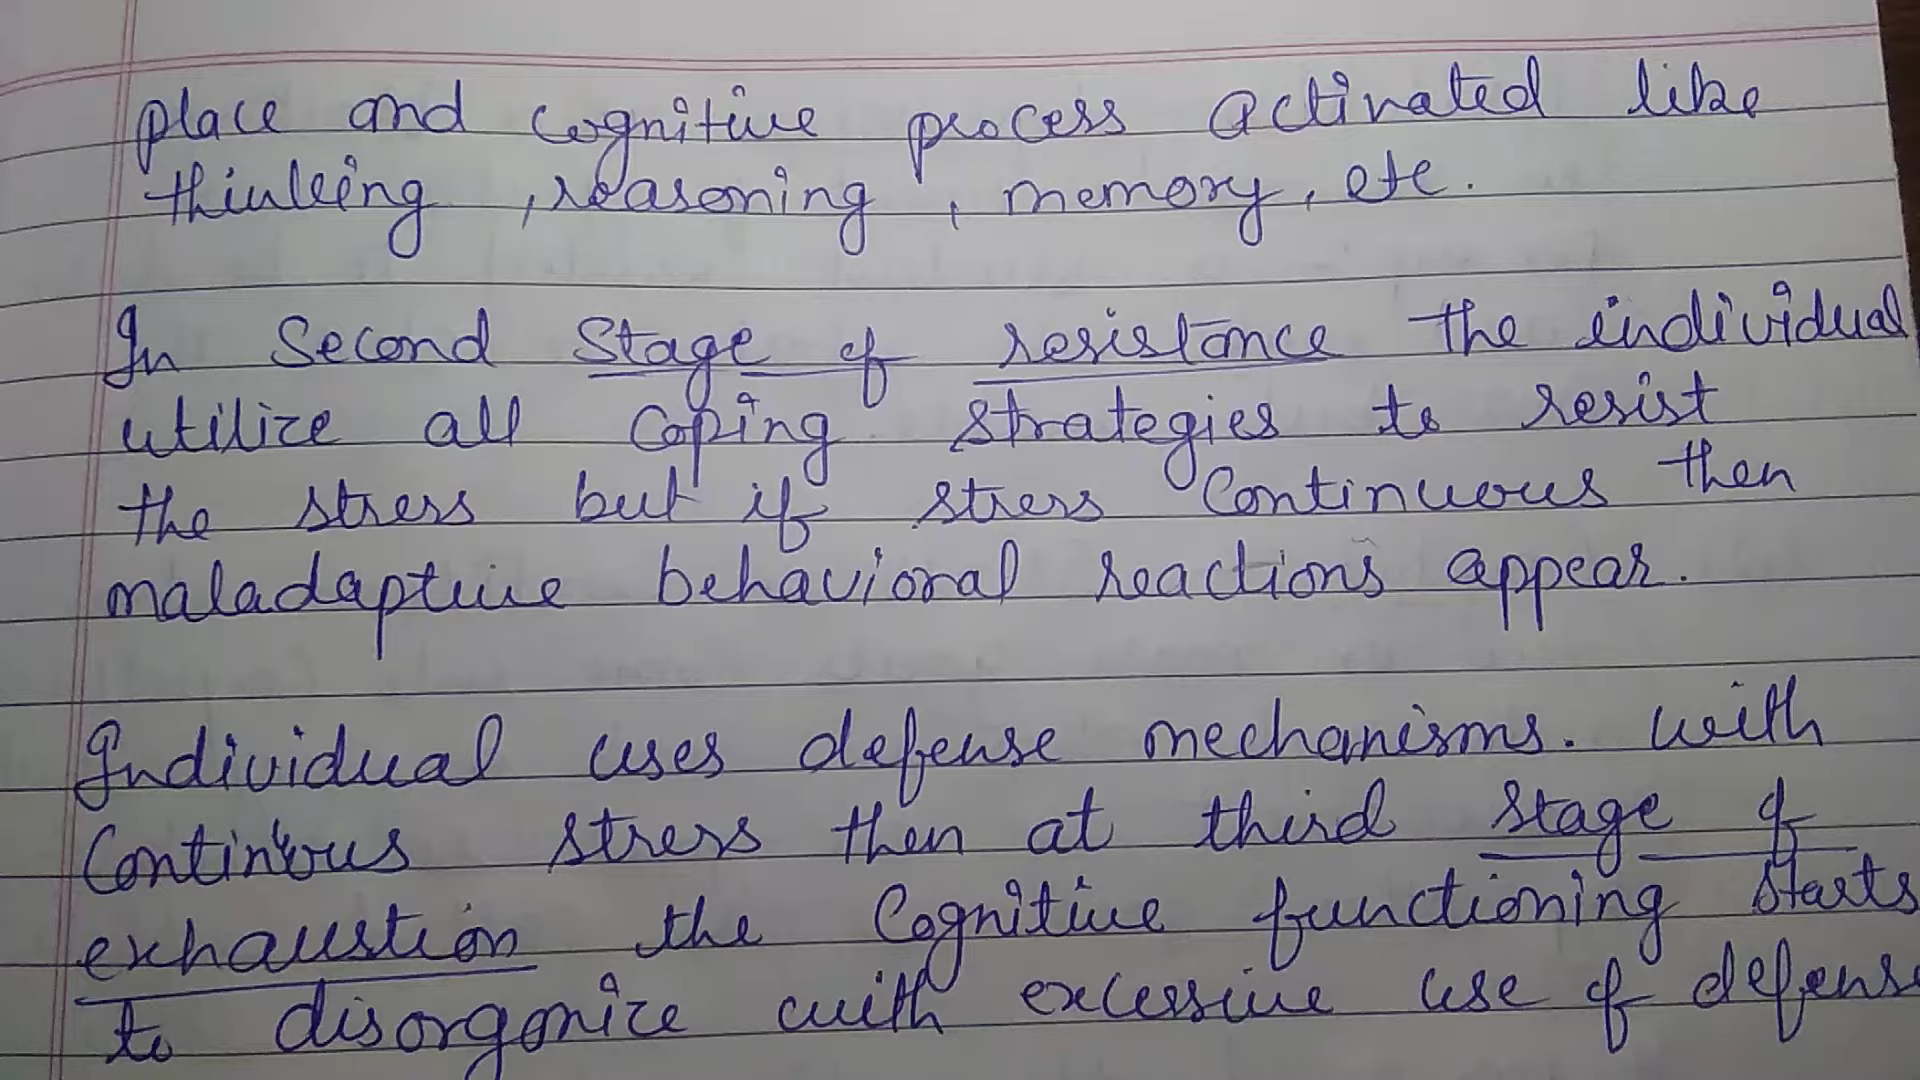 place and cognitive process activated like
thinking, reasoning, memory, etc.
In second stage of resistance the individual
utilize all coping strategies to resist
the stress but if stress continuous then
maladaptive behavioral reactions appear.
Individual uses defense mechanisms. with
continous stress then at third stage of
exhaustion the cognitive functioning starts
to disorganize with excessive use of defense